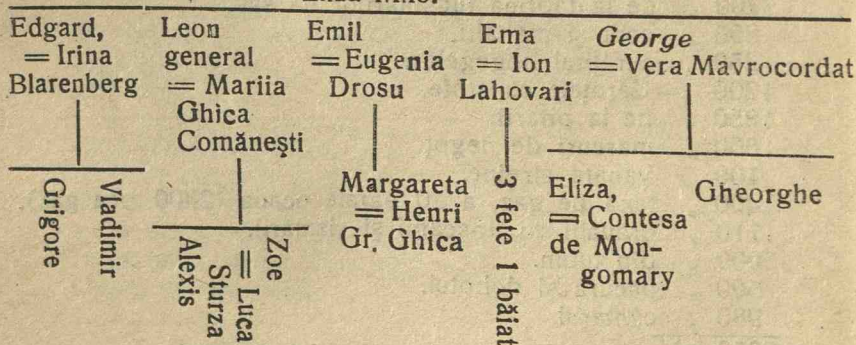 Edgard,
= Irina
Blarenberg
Leon
general
= Mariia
Ghica
Comăneşti
Emil
= Eugenia
Drosu
Ema
= Ion
Lahovari
George
= Vera Mavrocordat
Grigore
Vladimir
Alexis
Zoe
= Luca
Sturza
Margareta
= Henri
Gr. Ghica
3 fete 1 băiat
Eliza,
= Contesa
de Mon-
gomary
Gheorghe